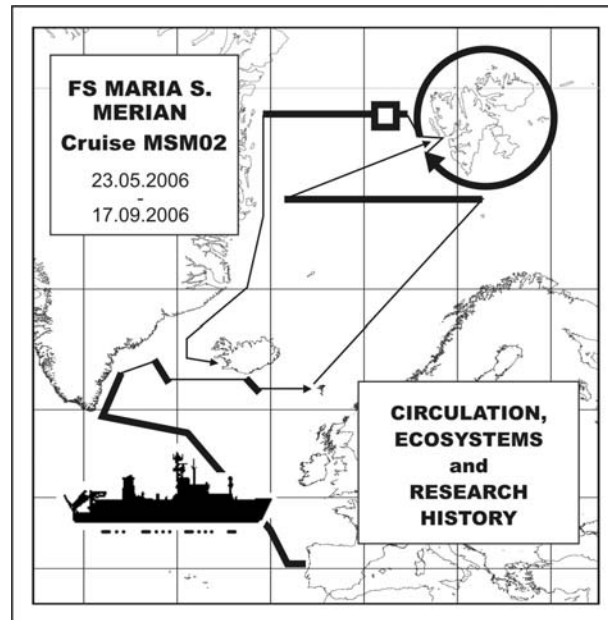 FS MARIA S.
MERIAN
Cruise MSM02
23.05.2006
-
17.09.2006
CIRCULATION,
ECOSYSTEMS
and
RESEARCH
HISTORY